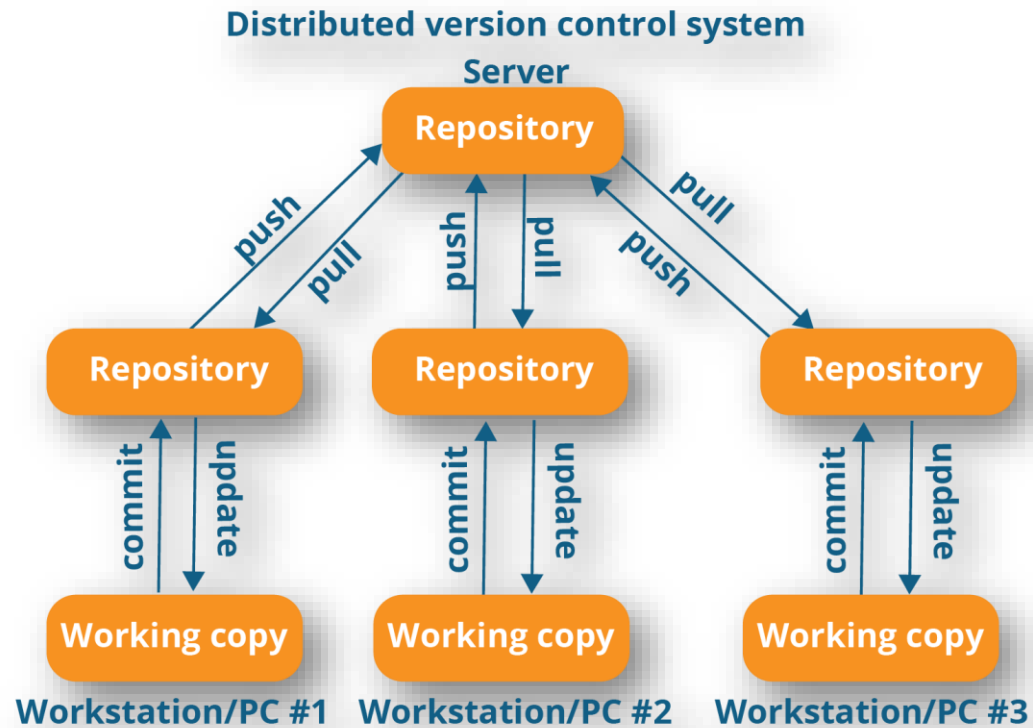 Distributed version control system
Server
Repository
push
pull
push
pull
push
pull
Repository
Repository
Repository
commit
update
commit
update
commit
update
Working copy
Working copy
Working copy
Workstation/PC #1
Workstation/PC #2
Workstation/PC #3